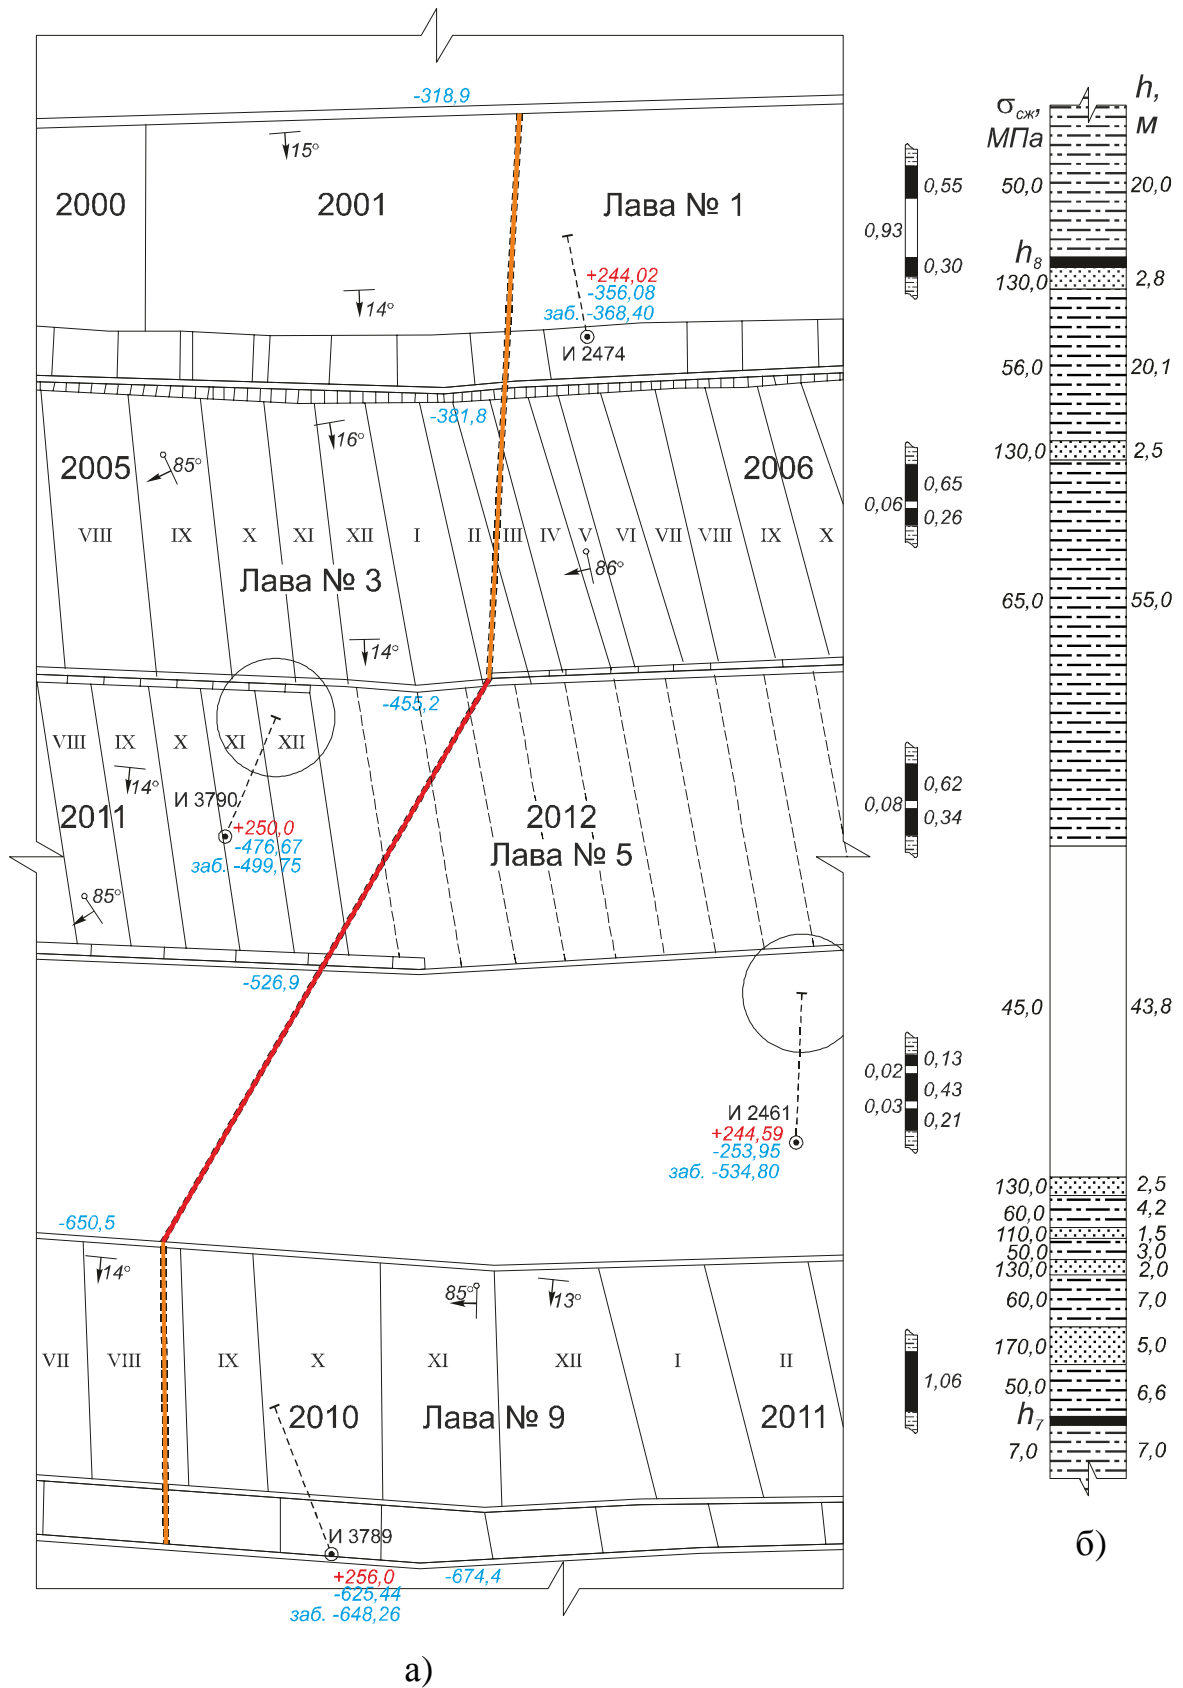 -318,9
15°
2000
2001
Лава № 1
+244,02
-356,08
заб. -368,40
14°
И 2474
-381,8
16°
2005
85°
2006
VIII
IX
X
XI
XII
I
II
III
IV
V
VI
VII
VIII
IX
X
86°
Лава № 3
14°
-455,2
VIII
IX
X
XI
XII
14°
И 3790
2011
+250,0
-476,67
заб. -499,75
2012
Лава № 5
85°
-526,9
И 2461
+244,59
-253,95
заб. -534,80
-650,5
14°
85°
13°
VII
VIII
IX
X
XI
XII
I
II
2010
Лава № 9
2011
И 3789
+256,0
-625,44
заб. -648,26
-674,4
а)
0,55
0,93
0,30
0,65
0,06
0,26
0,62
0,08
0,34
0,13
0,02
0,43
0,03
0,21
1,06
σсж,
МПа
h,
м
50,0
20,0
h8
130,0
2,8
56,0
20,1
130,0
2,5
65,0
55,0
45,0
43,8
130,0
2,5
60,0
4,2
110,0
1,5
50,0
3,0
130,0
2,0
60,0
7,0
170,0
5,0
50,0
6,6
h7
7,0
7,0
б)